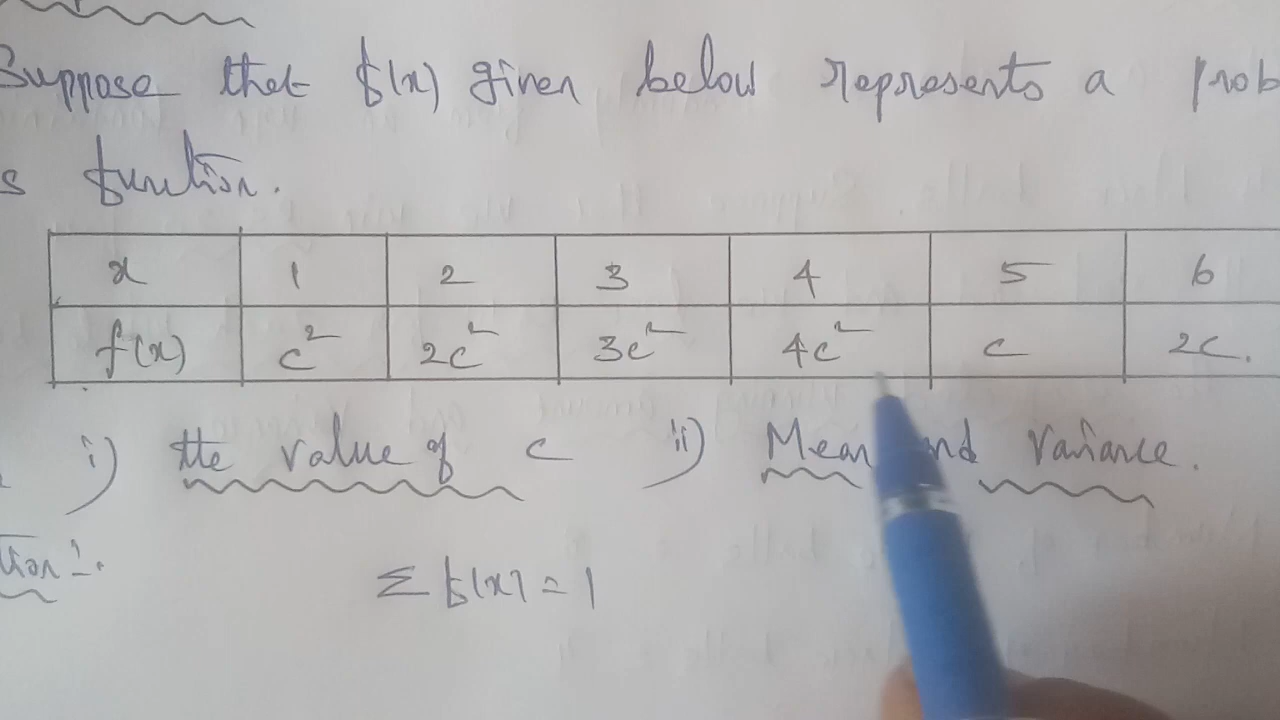 Suppose that f(x) given below represents a prob
s function.
x 1 2 3 4 5 6
f(x) c² 2c² 3c² 4c² c 2c.
i) the value of c ii) Mean and Variance.
tion:-
Σ f(x) = 1